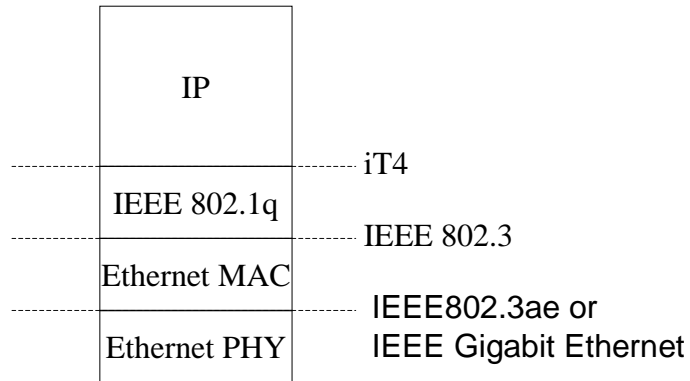 IP
iT4
IEEE 802.1q
IEEE 802.3
Ethernet MAC
IEEE802.3ae or
IEEE Gigabit Ethernet
Ethernet PHY